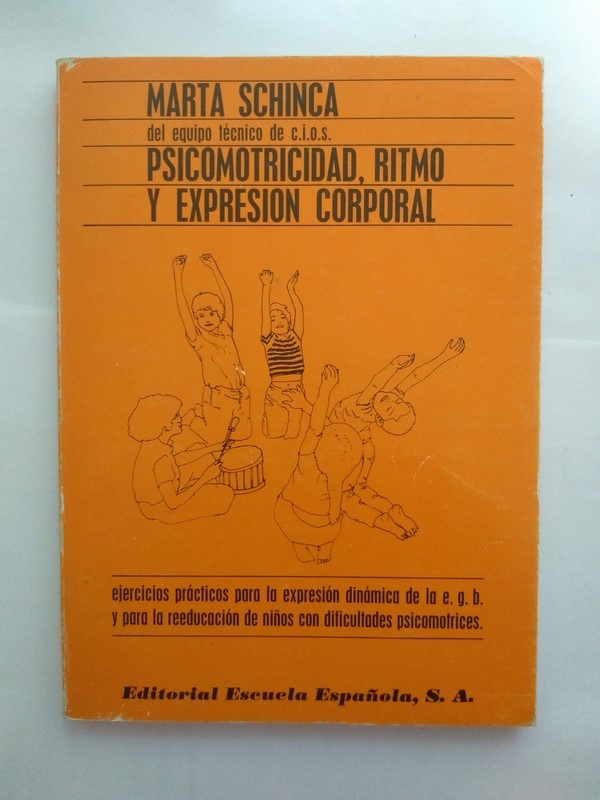 MARTA SCHINCA
del equipo técnico de c.i.o.s.
PSICOMOTRICIDAD, RITMO
Y EXPRESION CORPORAL
ejercicios prácticos para la expresión dinámica de la e. g. b.
y para la reeducación de niños con dificultades psicomotrices.
Editorial Escuela Española, S. A.